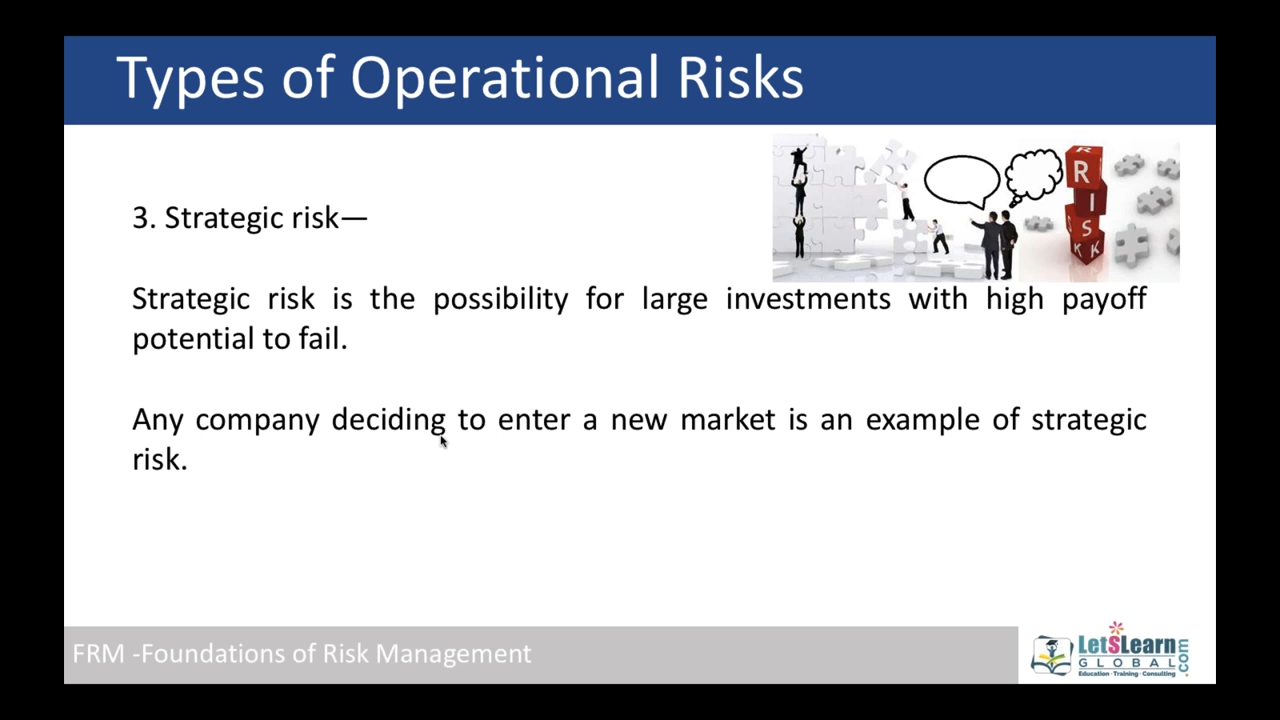 Types of Operational Risks
R
R
I
S
S
K
K
3. Strategic risk—
Strategic risk is the possibility for large investments with high payoff
potential to fail.
Any company deciding to enter a new market is an example of strategic
risk.
FRM -Foundations of Risk Management
LetSLearn
GLOBAL
.com
Education · Training · Consulting